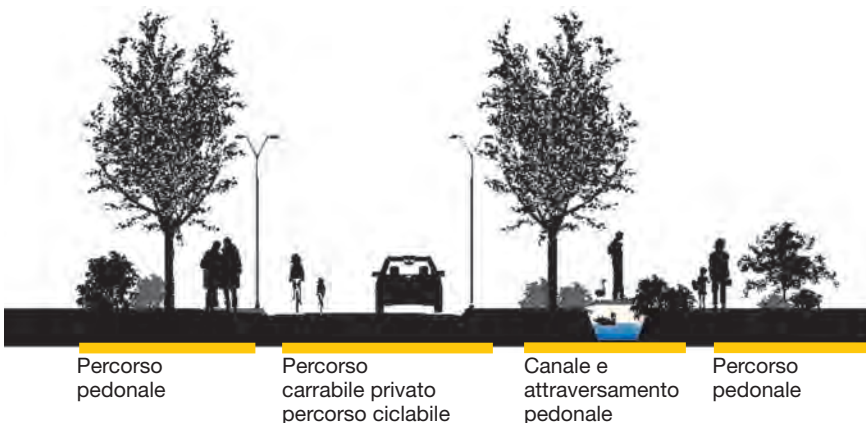 Percorso
pedonale
Percorso
carrabile privato
percorso ciclabile
Canale e
attraversamento
pedonale
Percorso
pedonale